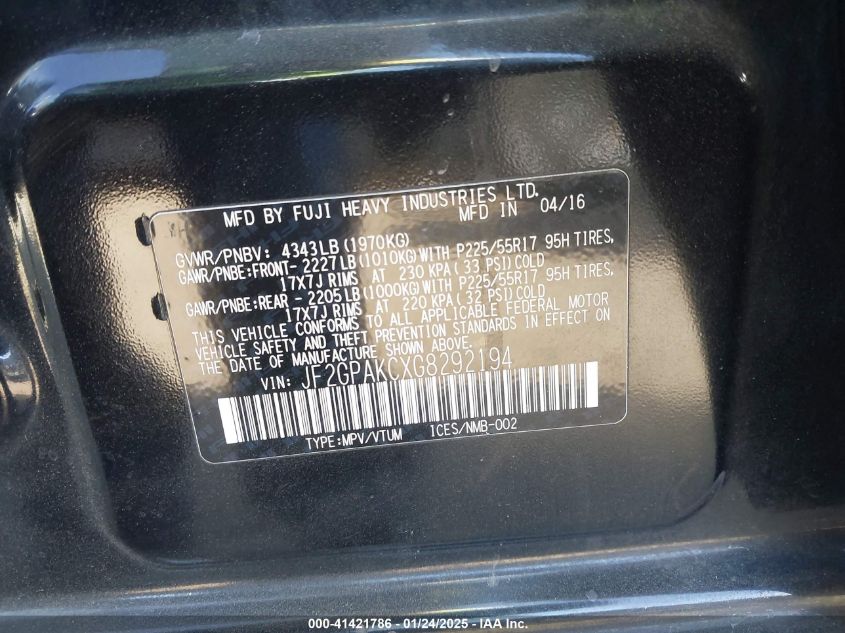 MFD BY FUJI HEAVY INDUSTRIES LTD.
MFD IN 04/16
GVWR/PNBV: 4343LB(1970KG)
GAWR/PNBE:FRONT- 2227LB(1010KG)WITH P225/55R17 95H TIRES,
17X7J RIMS AT 230 KPA(33 PSI)COLD
GAWR/PNBE:REAR - 2205LB(1000KG)WITH P225/55R17 95H TIRES,
17X7J RIMS AT 220 KPA(32 PSI)COLD
THIS VEHICLE CONFORMS TO ALL APPLICABLE FEDERAL MOTOR
VEHICLE SAFETY AND THEFT PREVENTION STANDARDS IN EFFECT ON
THE DATE OF MANUFACTURE SHOWN ABOVE.
VIN: JF2GPAKCXG8292194
TYPE:MPV/VTUM ICES/NMB-002
000-41421786 — 01/24/2025 — IAA Inc.